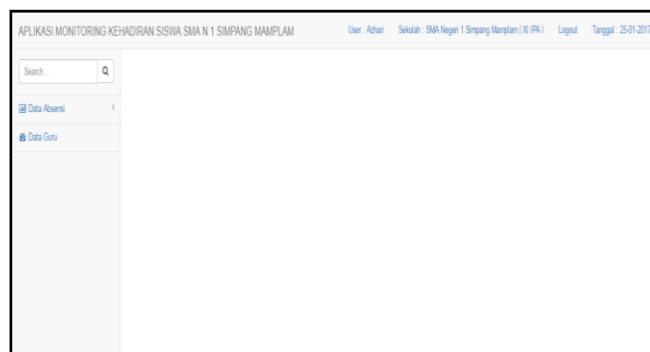 APLIKASI MONITORING KEHADIRAN SISWA SMA N 1 SIMPANG MAMPLAM User : Azhari Sekolah : SMA Negeri 1 Simpang Mamplam | XI IPA I Logout Tanggal : 25-01-2017
Search...
Data Absensi
Data Guru